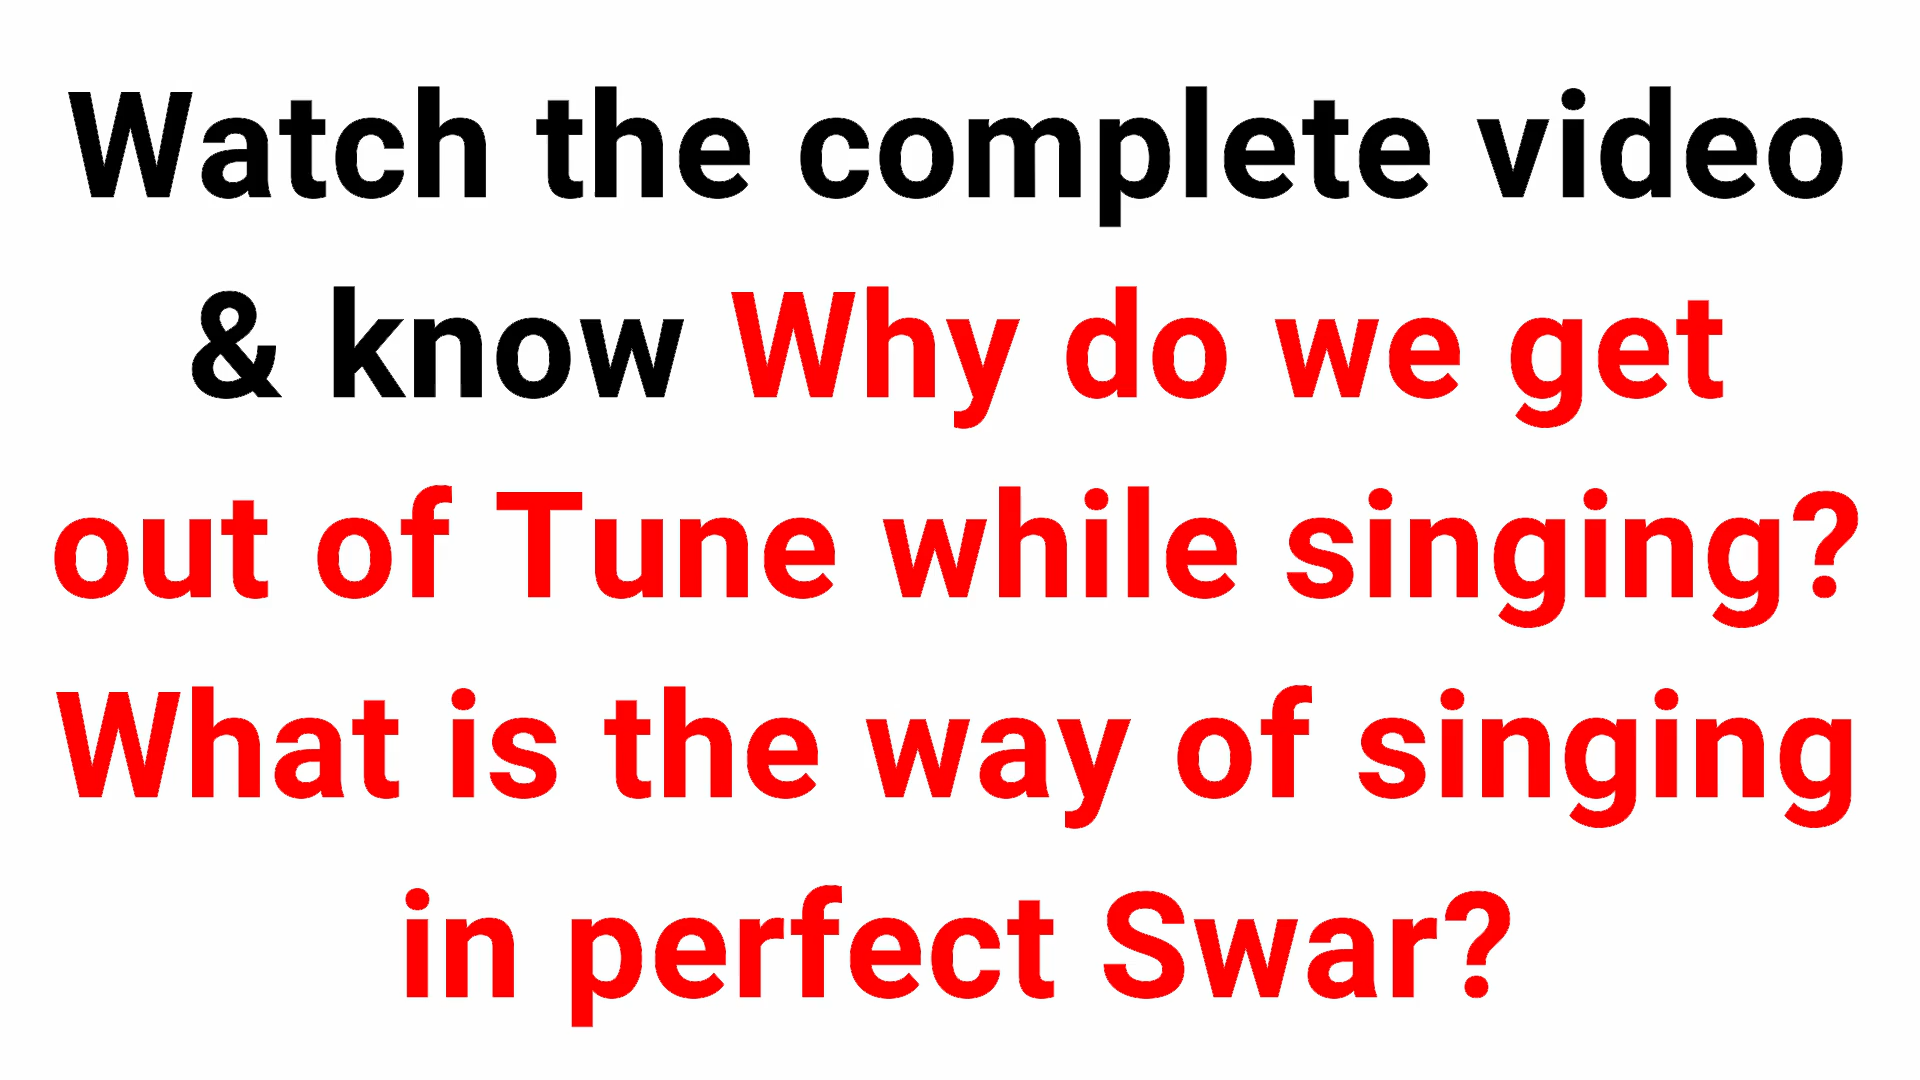 Watch the complete video
& know Why do we get
out of Tune while singing?
What is the way of singing
in perfect Swar?